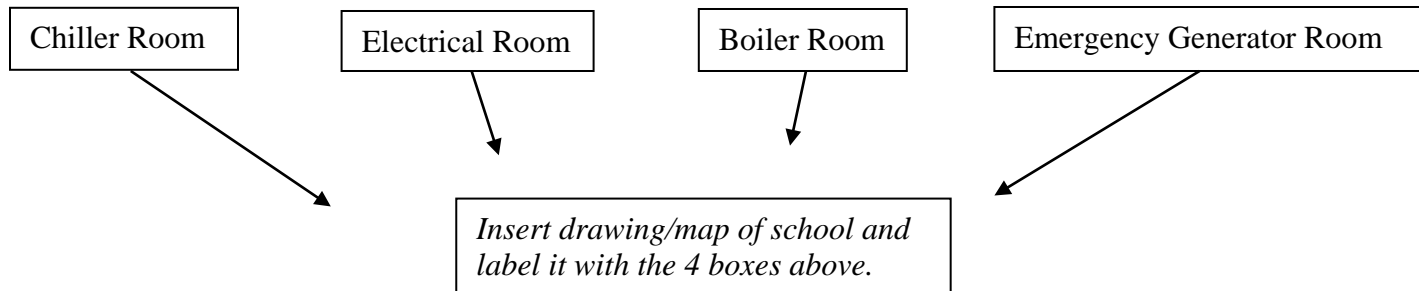 Chiller Room
Electrical Room
Boiler Room
Emergency Generator Room
Insert drawing/map of school and
label it with the 4 boxes above.